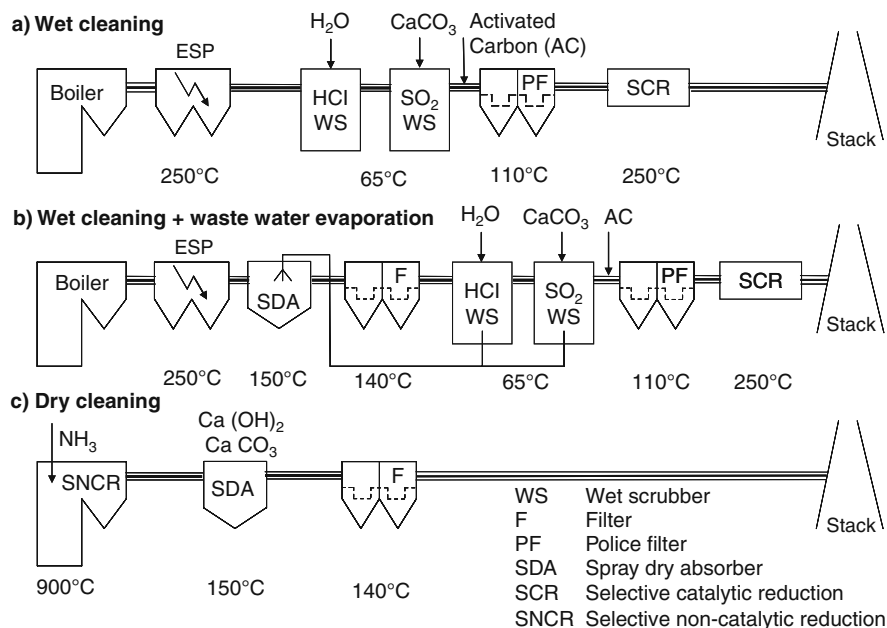 a) Wet cleaning
H2O
CaCO3
Activated
Carbon (AC)
ESP
Boiler
HCl
WS
SO2
WS
PF
SCR
Stack
250°C
65°C
110°C
250°C
b) Wet cleaning + waste water evaporation
H2O
CaCO3
AC
ESP
Boiler
SDA
F
HCl
WS
SO2
WS
PF
SCR
Stack
250°C
150°C
140°C
65°C
110°C
250°C
c) Dry cleaning
NH3
Ca (OH)2
Ca CO3
SNCR
SDA
F
Stack
900°C
150°C
140°C
WS Wet scrubber
F Filter
PF Police filter
SDA Spray dry absorber
SCR Selective catalytic reduction
SNCR Selective non-catalytic reduction